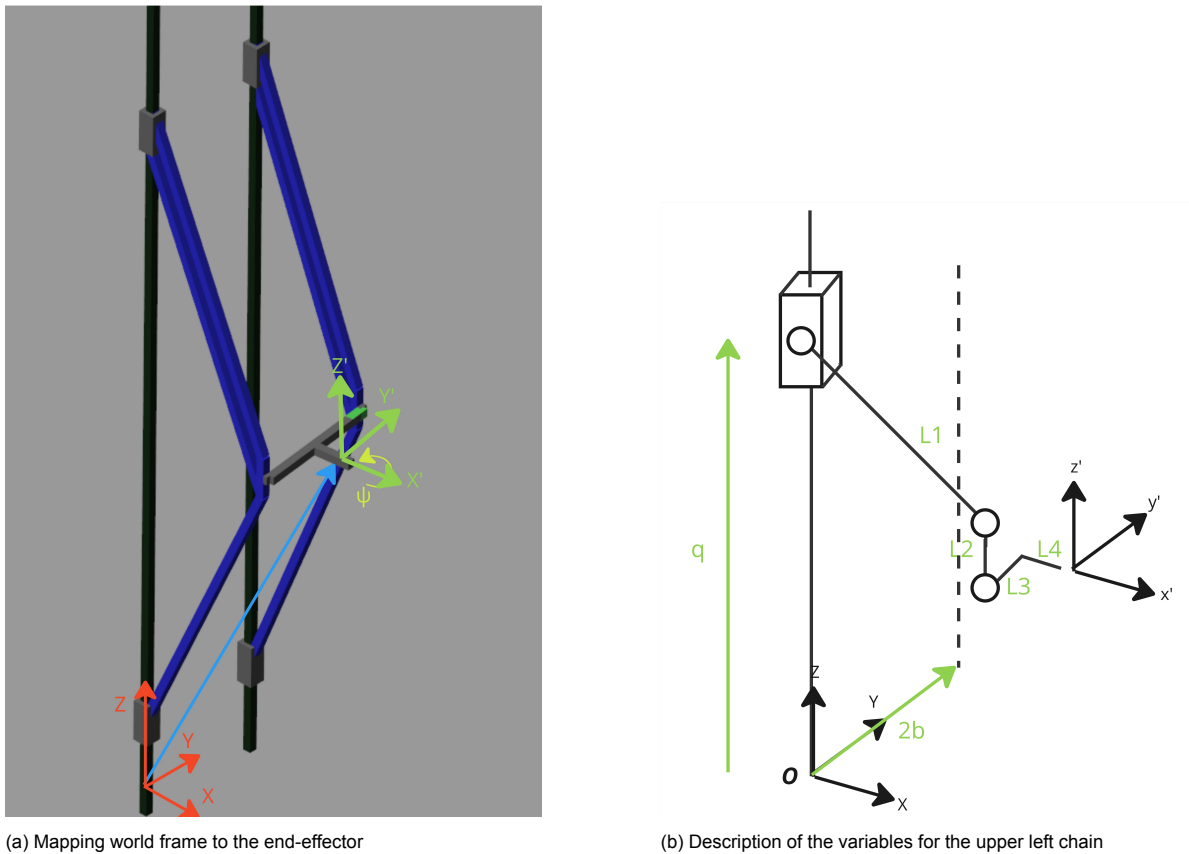 Z'
Y'
X'
ψ
Z
Y
X
(a) Mapping world frame to the end-effector
q
L1
L2
L3
L4
z'
y'
x'
Z
Y
2b
O
X
(b) Description of the variables for the upper left chain